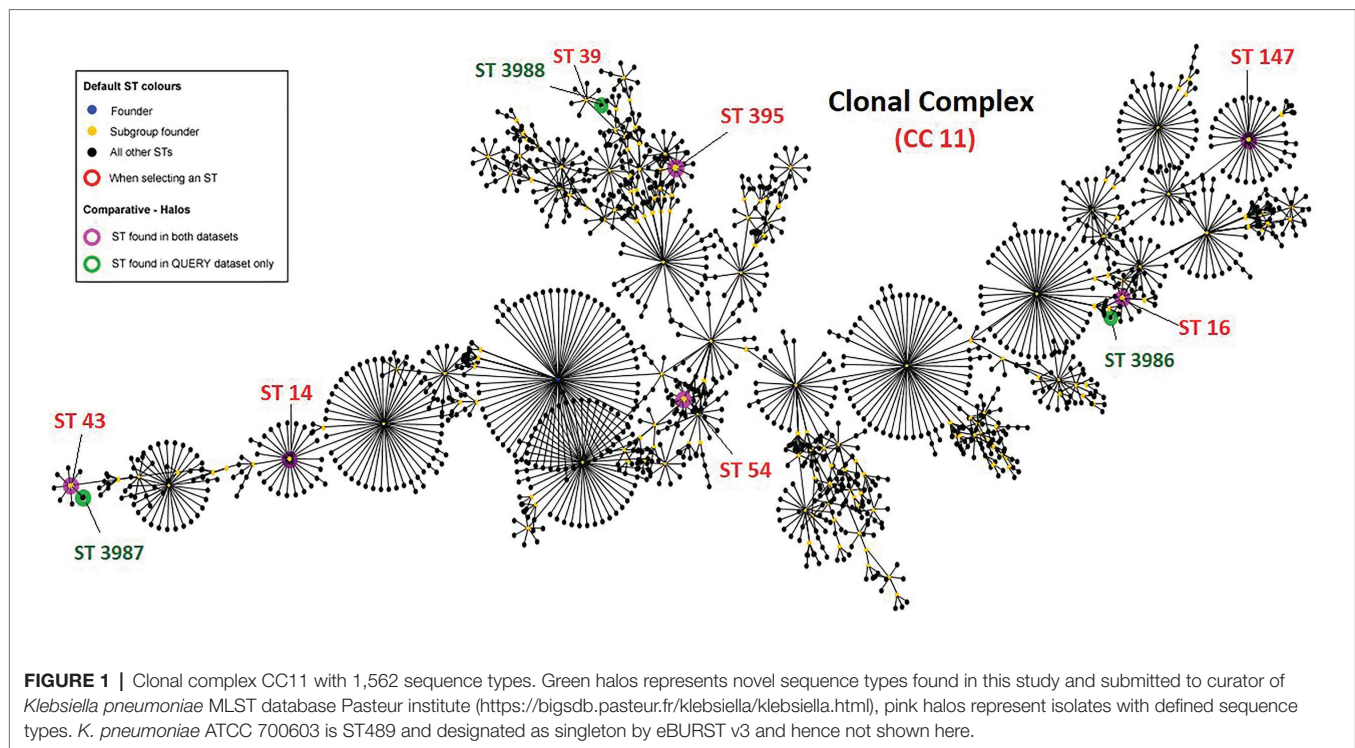 Default ST colours
Founder
Subgroup founder
All other STs
When selecting an ST
Comparative - Halos
ST found in both datasets
ST found in QUERY dataset only
ST 3988
ST 39
ST 395
Clonal Complex
(CC 11)
ST 147
ST 16
ST 3986
ST 54
ST 14
ST 43
ST 3987
FIGURE 1 | Clonal complex CC11 with 1,562 sequence types. Green halos represents novel sequence types found in this study and submitted to curator of
Klebsiella pneumoniae MLST database Pasteur institute (https://bigsdb.pasteur.fr/klebsiella/klebsiella.html), pink halos represent isolates with defined sequence
types. K. pneumoniae ATCC 700603 is ST489 and designated as singleton by eBURST v3 and hence not shown here.